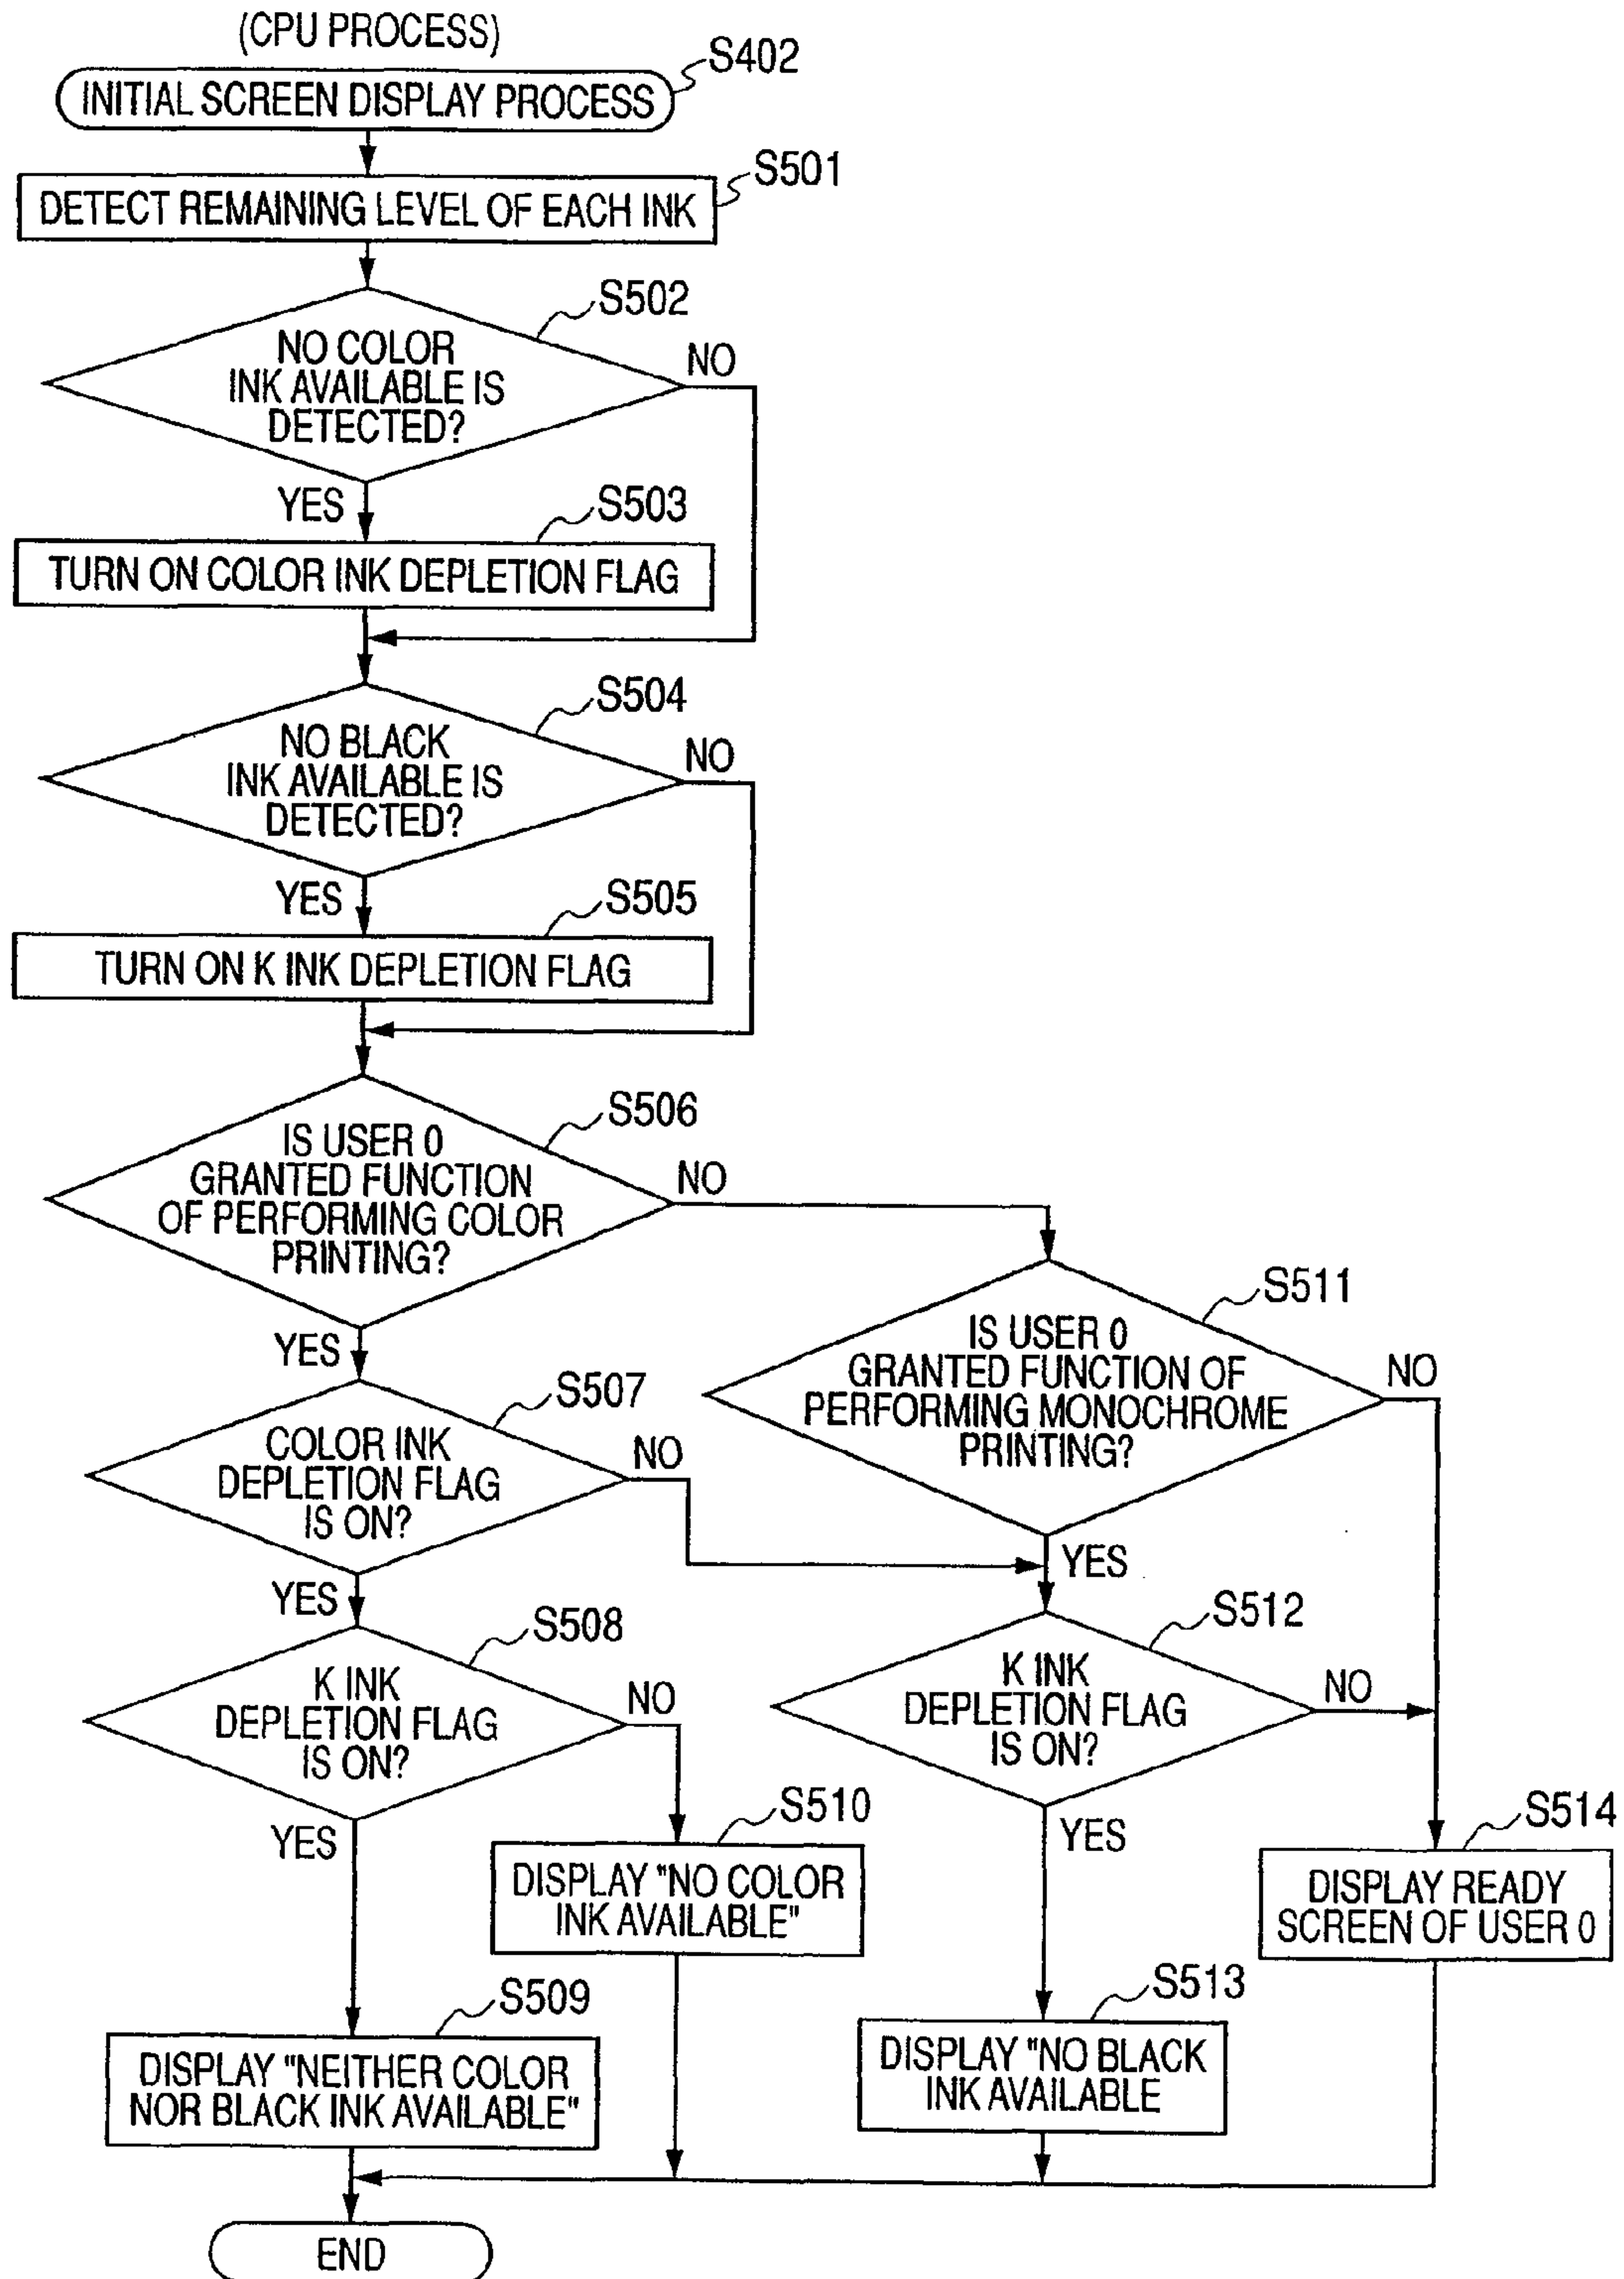 (CPU PROCESS)
S402
INITIAL SCREEN DISPLAY PROCESS
S501
DETECT REMAINING LEVEL OF EACH INK
S502
NO COLOR
INK AVAILABLE IS
DETECTED?
NO
YES
S503
TURN ON COLOR INK DEPLETION FLAG
S504
NO BLACK
INK AVAILABLE IS
DETECTED?
NO
YES
S505
TURN ON K INK DEPLETION FLAG
S506
IS USER 0
GRANTED FUNCTION
OF PERFORMING COLOR
PRINTING?
NO
YES
S511
IS USER 0
GRANTED FUNCTION OF
PERFORMING MONOCHROME
PRINTING?
NO
YES
S507
COLOR INK
DEPLETION FLAG
IS ON?
NO
YES
S508
K INK
DEPLETION FLAG
IS ON?
NO
YES
S512
K INK
DEPLETION FLAG
IS ON?
NO
YES
S510
DISPLAY "NO COLOR
INK AVAILABLE"
S514
DISPLAY READY
SCREEN OF USER 0
S509
DISPLAY "NEITHER COLOR
NOR BLACK INK AVAILABLE"
S513
DISPLAY "NO BLACK
INK AVAILABLE
END